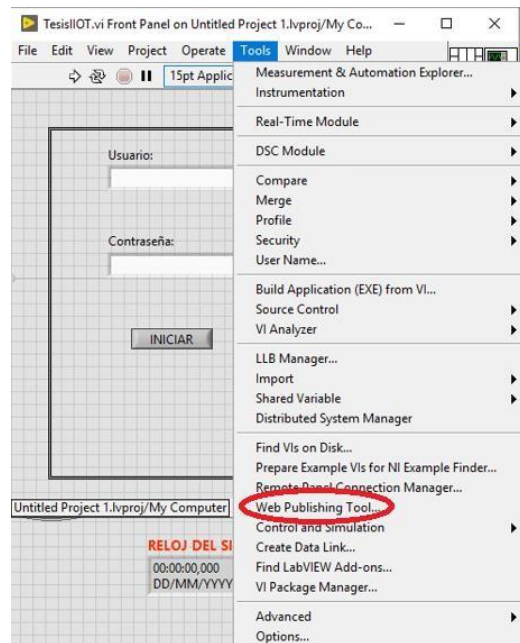 TesisIIOT.vi Front Panel on Untitled Project 1.lvproj/My Co...
File Edit View Project Operate Tools Window Help
15pt Applic
Measurement & Automation Explorer...
Instrumentation
Real-Time Module
DSC Module
Usuario:
Compare
Merge
Profile
Contraseña:
Security
User Name...
Build Application (EXE) from VI...
Source Control
INICIAR
VI Analyzer
LLB Manager...
Import
Shared Variable
Distributed System Manager
Find VIs on Disk...
Prepare Example VIs for NI Example Finder...
Remote Panel Connection Manager...
Untitled Project 1.lvproj/My Computer
Web Publishing Tool...
Control and Simulation
RELOJ DEL SI
Create Data Link...
00:00:00,000
Find LabVIEW Add-ons...
DD/MM/YYYY
VI Package Manager...
Advanced
Options...